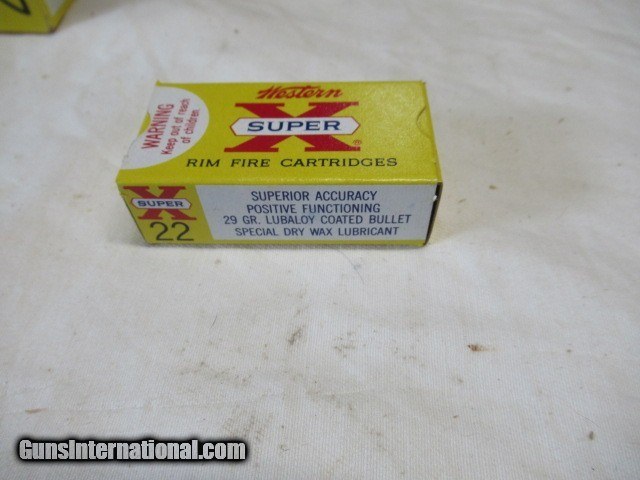 Western
X
SUPER
®
RIM FIRE CARTRIDGES
WARNING
Keep out of reach
of children.
X
SUPER
22
SUPERIOR ACCURACY
POSITIVE FUNCTIONING
29 GR. LUBALOY COATED BULLET
SPECIAL DRY WAX LUBRICANT
GunsInternational.com